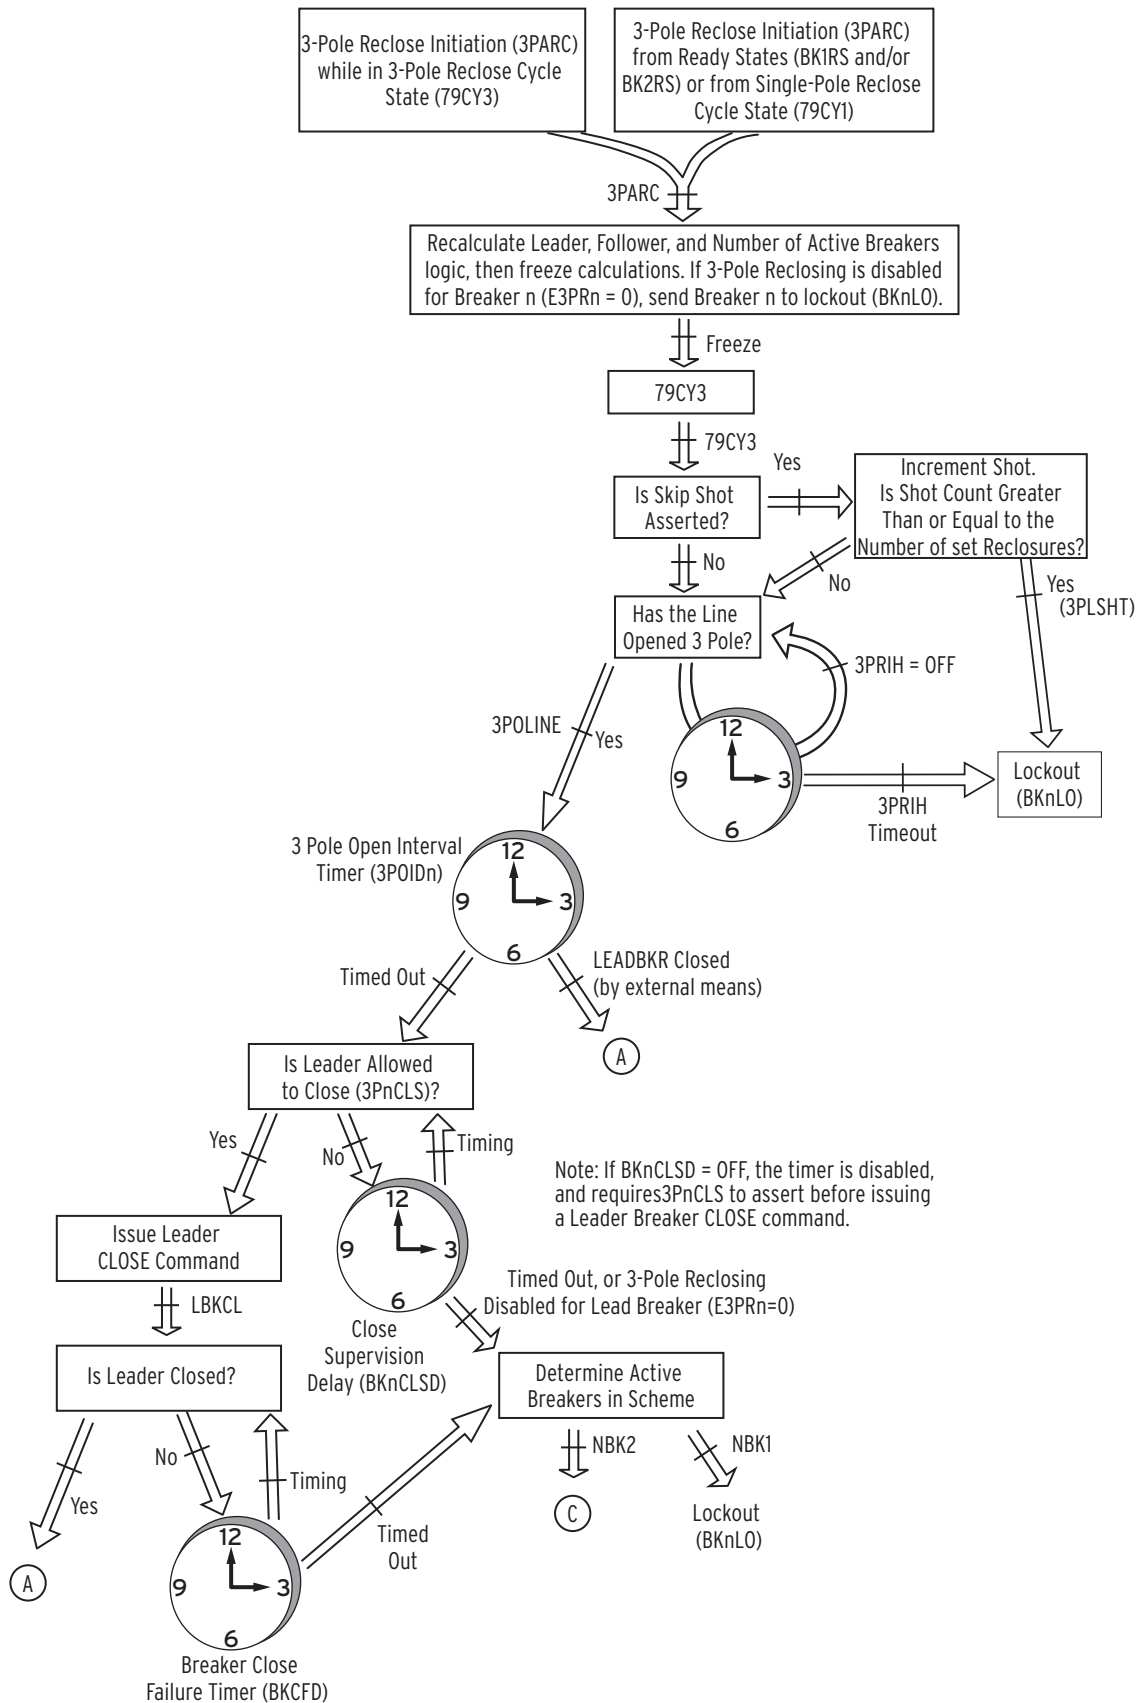 3-Pole Reclose Initiation (3PARC)
while in 3-Pole Reclose Cycle
State (79CY3)
3-Pole Reclose Initiation (3PARC)
from Ready States (BK1RS and/or
BK2RS) or from Single-Pole Reclose
Cycle State (79CY1)
3PARC
Recalculate Leader, Follower, and Number of Active Breakers
logic, then freeze calculations. If 3-Pole Reclosing is disabled
for Breaker n (E3PRn = 0), send Breaker n to lockout (BKnLO).
Freeze
79CY3
79CY3
Is Skip Shot
Asserted?
Yes
Increment Shot.
Is Shot Count Greater
Than or Equal to the
Number of set Reclosures?
No
No
Yes
(3PLSHT)
Has the Line
Opened 3 Pole?
3PRIH = OFF
3POLINE
Yes
12
3
6
9
3PRIH
Timeout
Lockout
(BKnLO)
3 Pole Open Interval
Timer (3POIDn)
12
3
6
9
Timed Out
LEADBKR Closed
(by external means)
A
Is Leader Allowed
to Close (3PnCLS)?
Yes
No
Timing
Note: If BKnCLSD = OFF, the timer is disabled,
and requires3PnCLS to assert before issuing
a Leader Breaker CLOSE command.
Issue Leader
CLOSE Command
12
3
6
9
Close
Supervision
Delay (BKnCLSD)
Timed Out, or 3-Pole Reclosing
Disabled for Lead Breaker (E3PRn=0)
LBKCL
Is Leader Closed?
Determine Active
Breakers in Scheme
NBK2
NBK1
C
Lockout
(BKnLO)
Yes
No
Timing
Timed
Out
A
12
3
6
9
Breaker Close
Failure Timer (BKCFD)